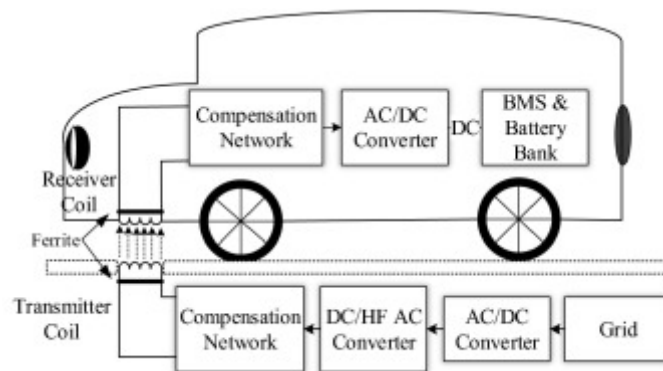 Compensation
Network
AC/DC
Converter
DC
BMS &
Battery
Bank
Receiver
Coil
Ferrite
Transmitter
Coil
Compensation
Network
DC/HF AC
Converter
AC/DC
Converter
Grid